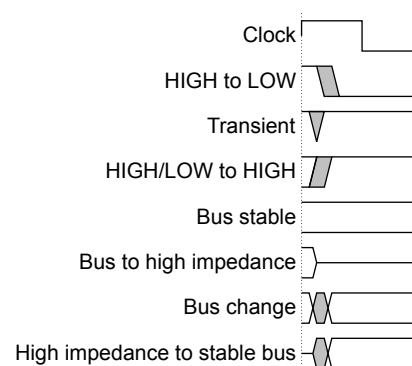 Clock
HIGH to LOW
Transient
HIGH/LOW to HIGH
Bus stable
Bus to high impedance
Bus change
High impedance to stable bus